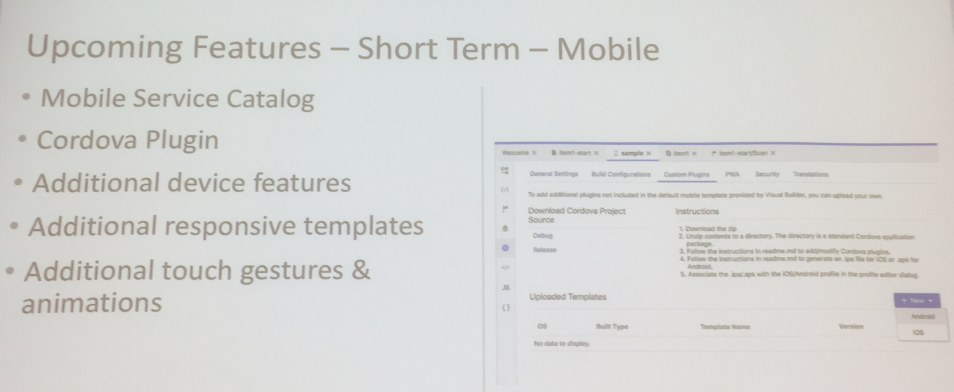 Upcoming Features – Short Term – Mobile
• Mobile Service Catalog
• Cordova Plugin
• Additional device features
• Additional responsive templates
• Additional touch gestures &
animations
Welcome × item1-start × sample × item1 × item1-start/Scan ×
General Settings Build Configurations Custom Plugins PWA Security Translations
To add additional plugins not included in the default mobile template provided by Visual Builder, you can upload your own.
Download Cordova Project
Source
Debug
Release
Instructions
1. Download the zip
2. Unzip contents to a directory. The directory is a standard Cordova application
package.
3. Follow the instructions in readme.md to add/modify Cordova plugins.
4. Follow the instructions in readme.md to generate an .ipa file for iOS or .apk for
Android.
5. Associate the .ipa/.apk with the iOS/Android profile in the profile editor dialog.
Uploaded Templates
+ New
Android
iOS
OS Built Type Template Name Version
No data to display.